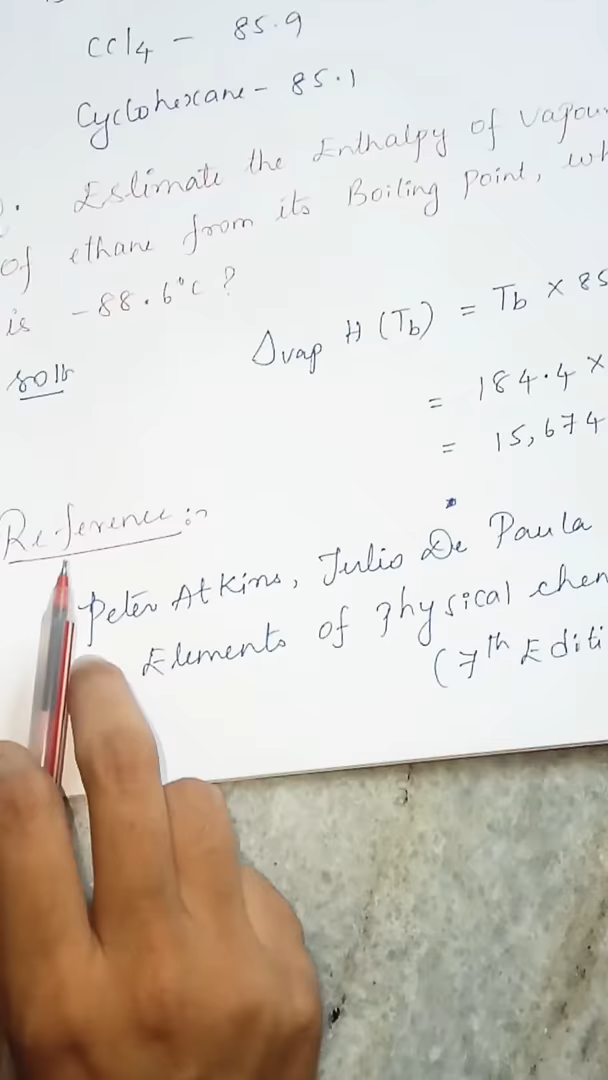 CCl4 - 85.9
Cyclohexane - 85.1
Estimate the Enthalpy of vapour
of ethane from its Boiling point, wh
is -88.6°C ?
soln
Δvap H (Tb) = Tb × 85
= 184.4 ×
= 15,674
Reference :-
Peter Atkins, Julio De Paula
Elements of Physical chem
(7th Editi